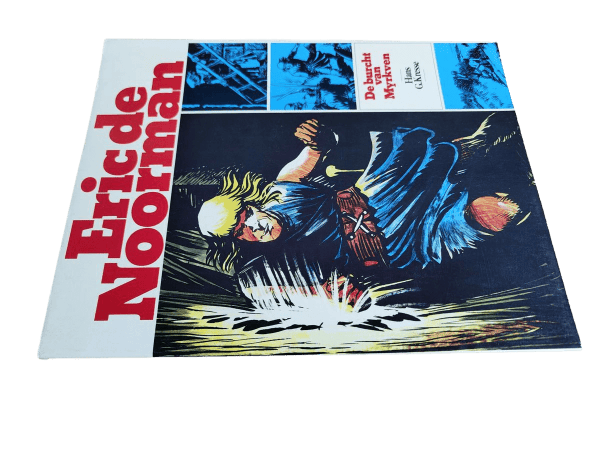 Eric de
Noorman
De burcht
van
Myrkven
Hans
G. Kresse